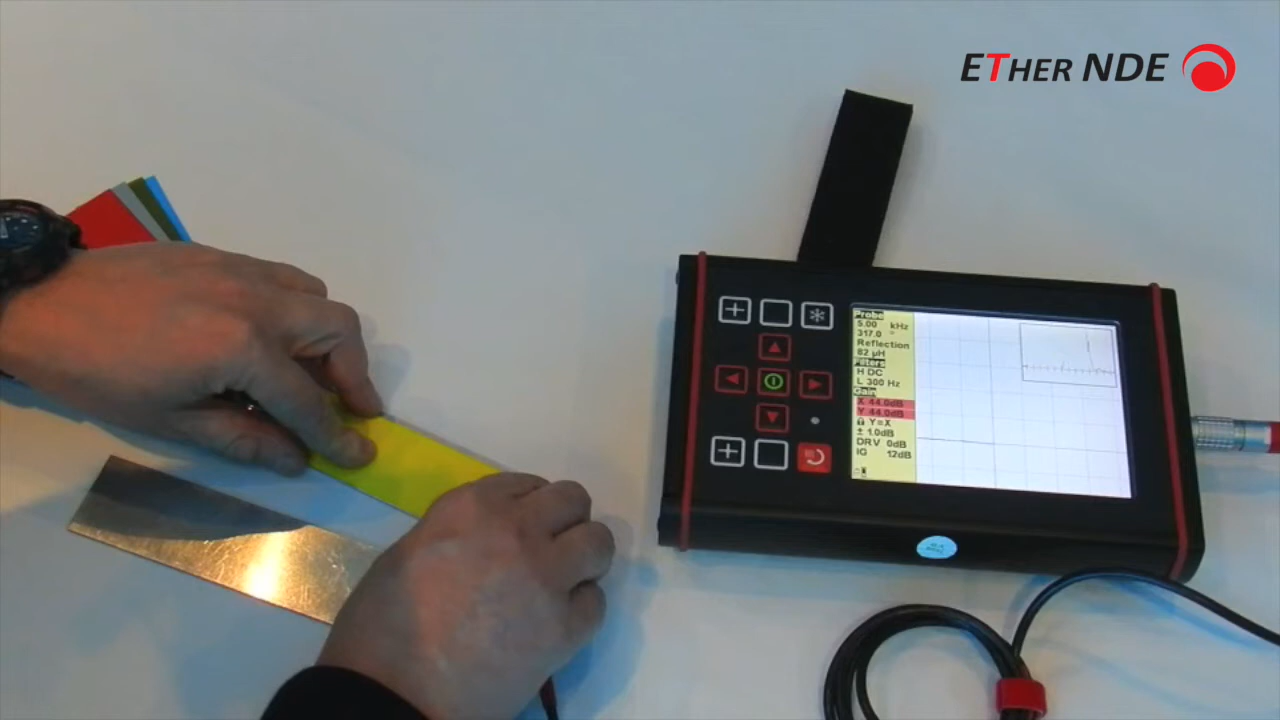 ETHER NDE
Probe
5.00 kHz
317.0 °
Reflection
82 µH
Filters
H DC
L 300 Hz
Gain
X 44.0dB
Y 44.0dB
Y=X
± 1.0dB
DRV 0dB
IG 12dB